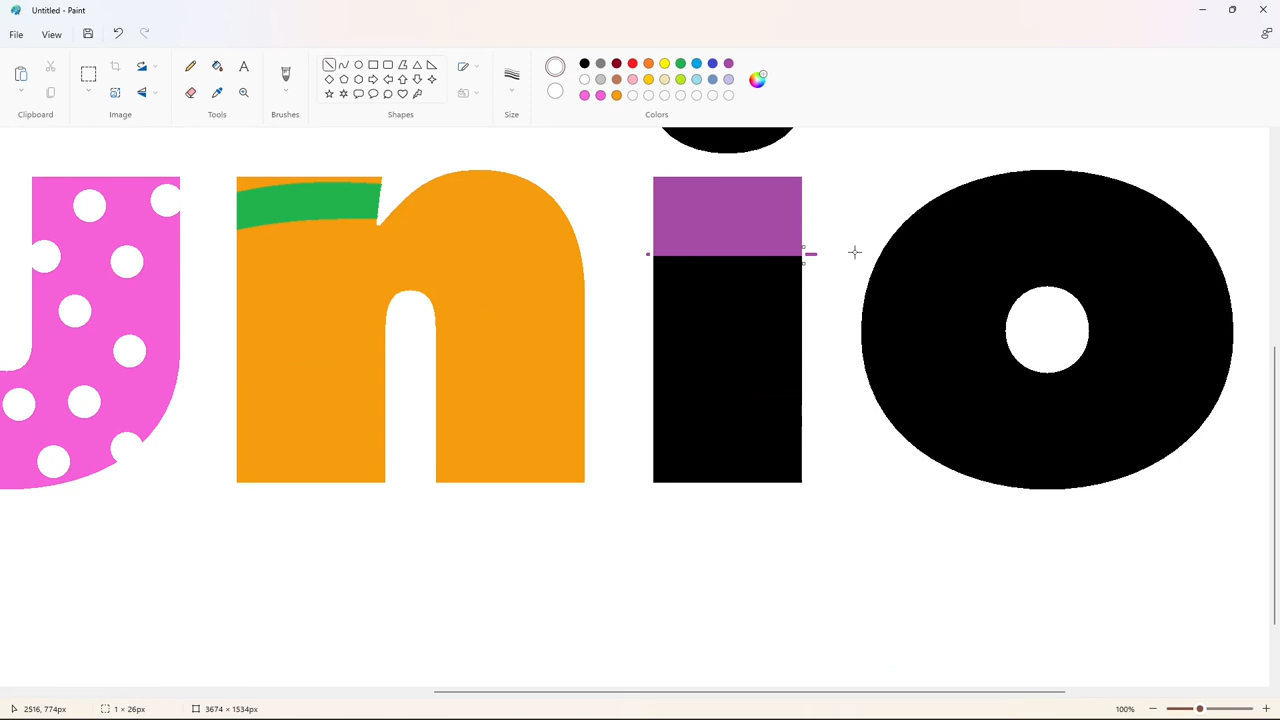 Untitled - Paint
File View
Clipboard Image Tools Brushes Shapes Size Colors
unio
2516, 774px 1 × 26px 3674 × 1534px 100%